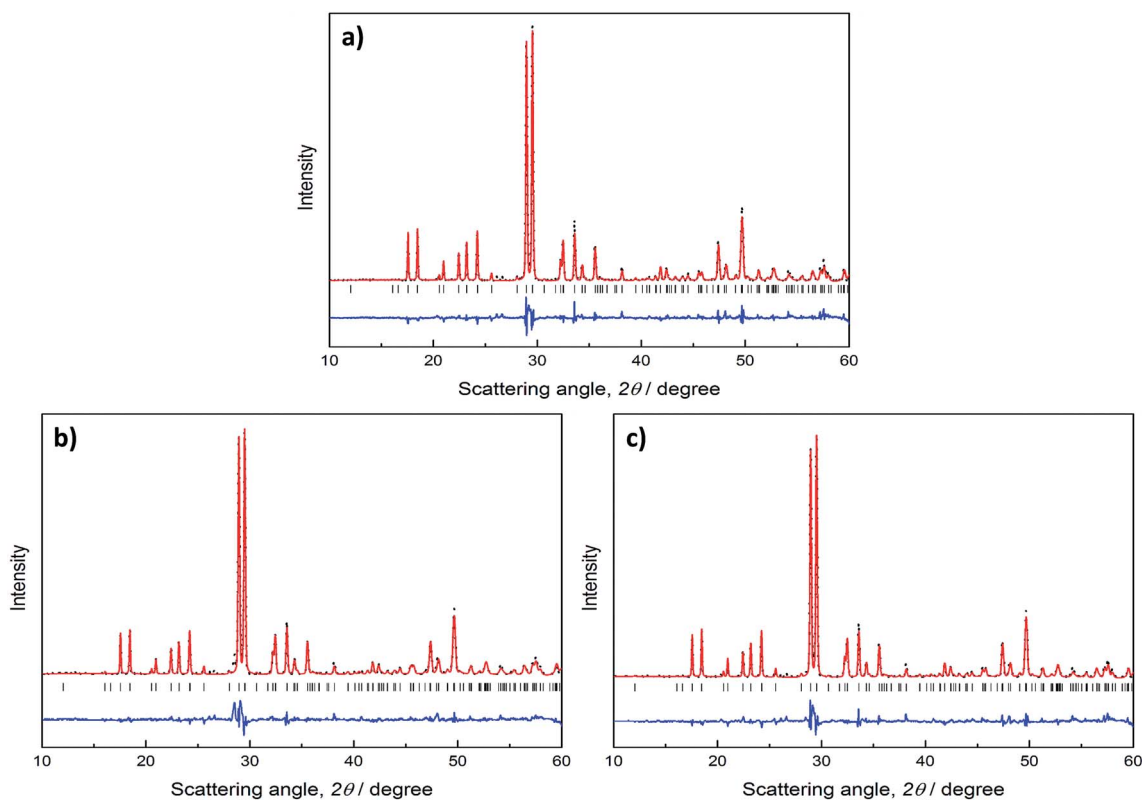 a)
Intensity
10 20 30 40 50 60
Scattering angle, 2θ / degree
b)
Intensity
10 20 30 40 50 60
Scattering angle, 2θ / degree
c)
Intensity
10 20 30 40 50 60
Scattering angle, 2θ / degree